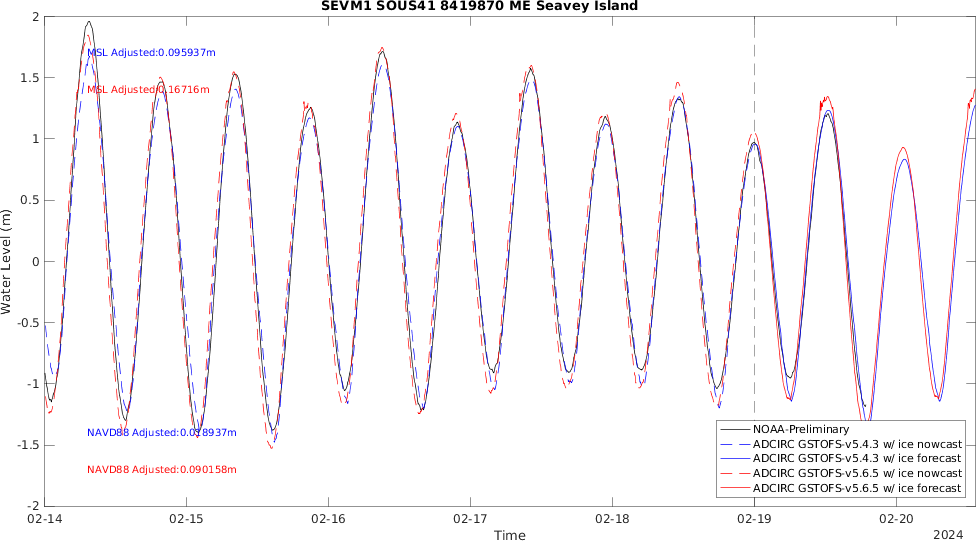 SEVM1 SOUS41 8419870 ME Seavey Island
2
1.5
1
0.5
0
-0.5
-1
-1.5
-2
Water Level (m)
MSL Adjusted:0.095937m
MSL Adjusted:0.16716m
NAVD88 Adjusted:0.018937m
NAVD88 Adjusted:0.090158m
NOAA-Preliminary
ADCIRC GSTOFS-v5.4.3 w/ ice nowcast
ADCIRC GSTOFS-v5.4.3 w/ ice forecast
ADCIRC GSTOFS-v5.6.5 w/ ice nowcast
ADCIRC GSTOFS-v5.6.5 w/ ice forecast
02-14 02-15 02-16 02-17 02-18 02-19 02-20
Time
2024